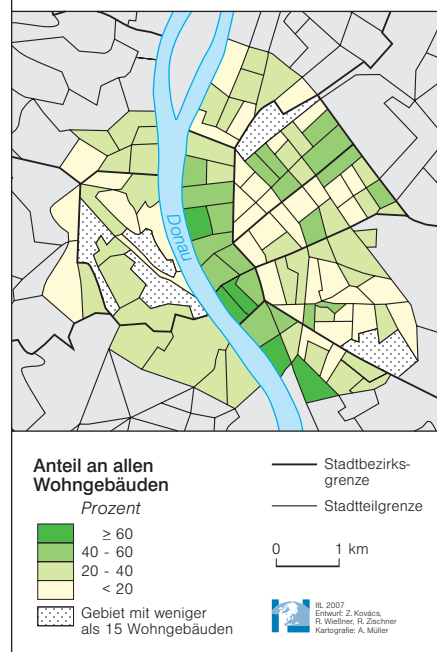 Donau
Anteil an allen
Wohngebäuden
Prozent
≥ 60
40 - 60
20 - 40
< 20
Gebiet mit weniger
als 15 Wohngebäuden
Stadtbezirks-
grenze
Stadtteilgrenze
0 1 km
IfL 2007
Entwurf: Z. Kovács,
R. Wießner, R. Zischner
Kartografie: A. Müller